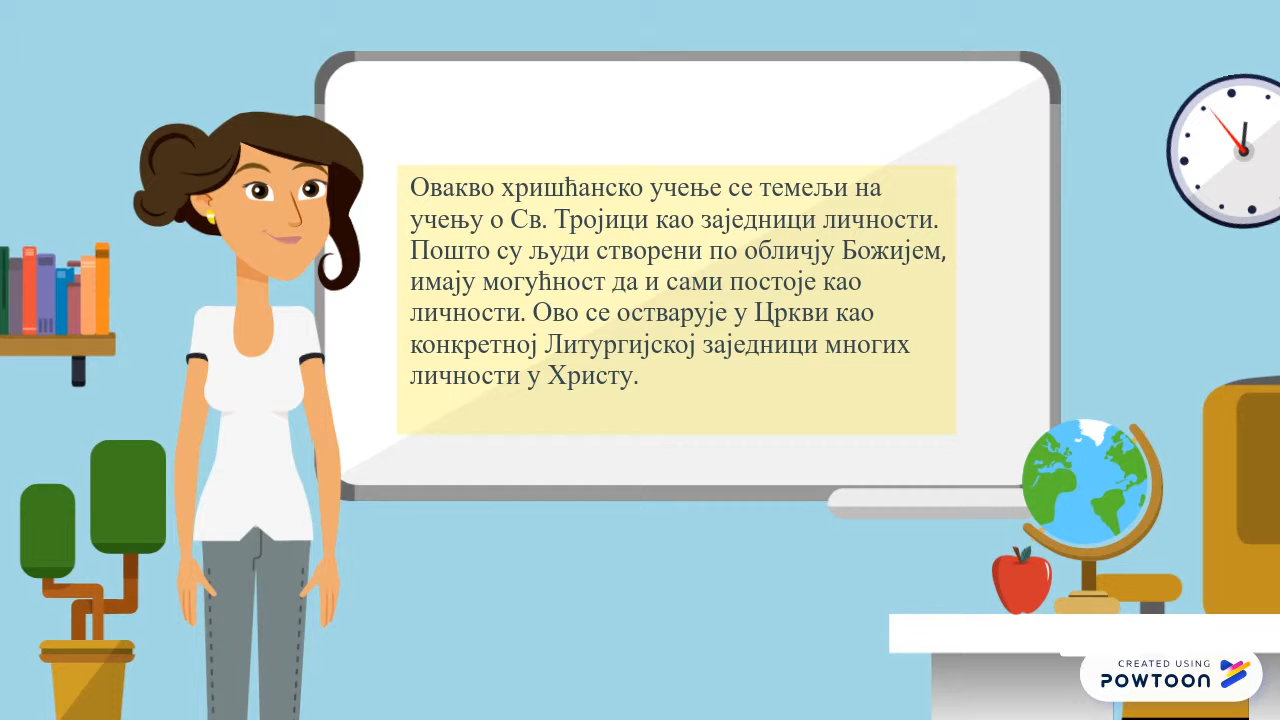 Овакво хришћанско учење се темељи на
учењу о Св. Тројици као заједници личности.
Пошто су људи створени по обличју Божијем,
имају могућност да и сами постоје као
личности. Ово се остварује у Цркви као
конкретној Литургијској заједници многих
личности у Христу.
CREATED USING
POWTOON